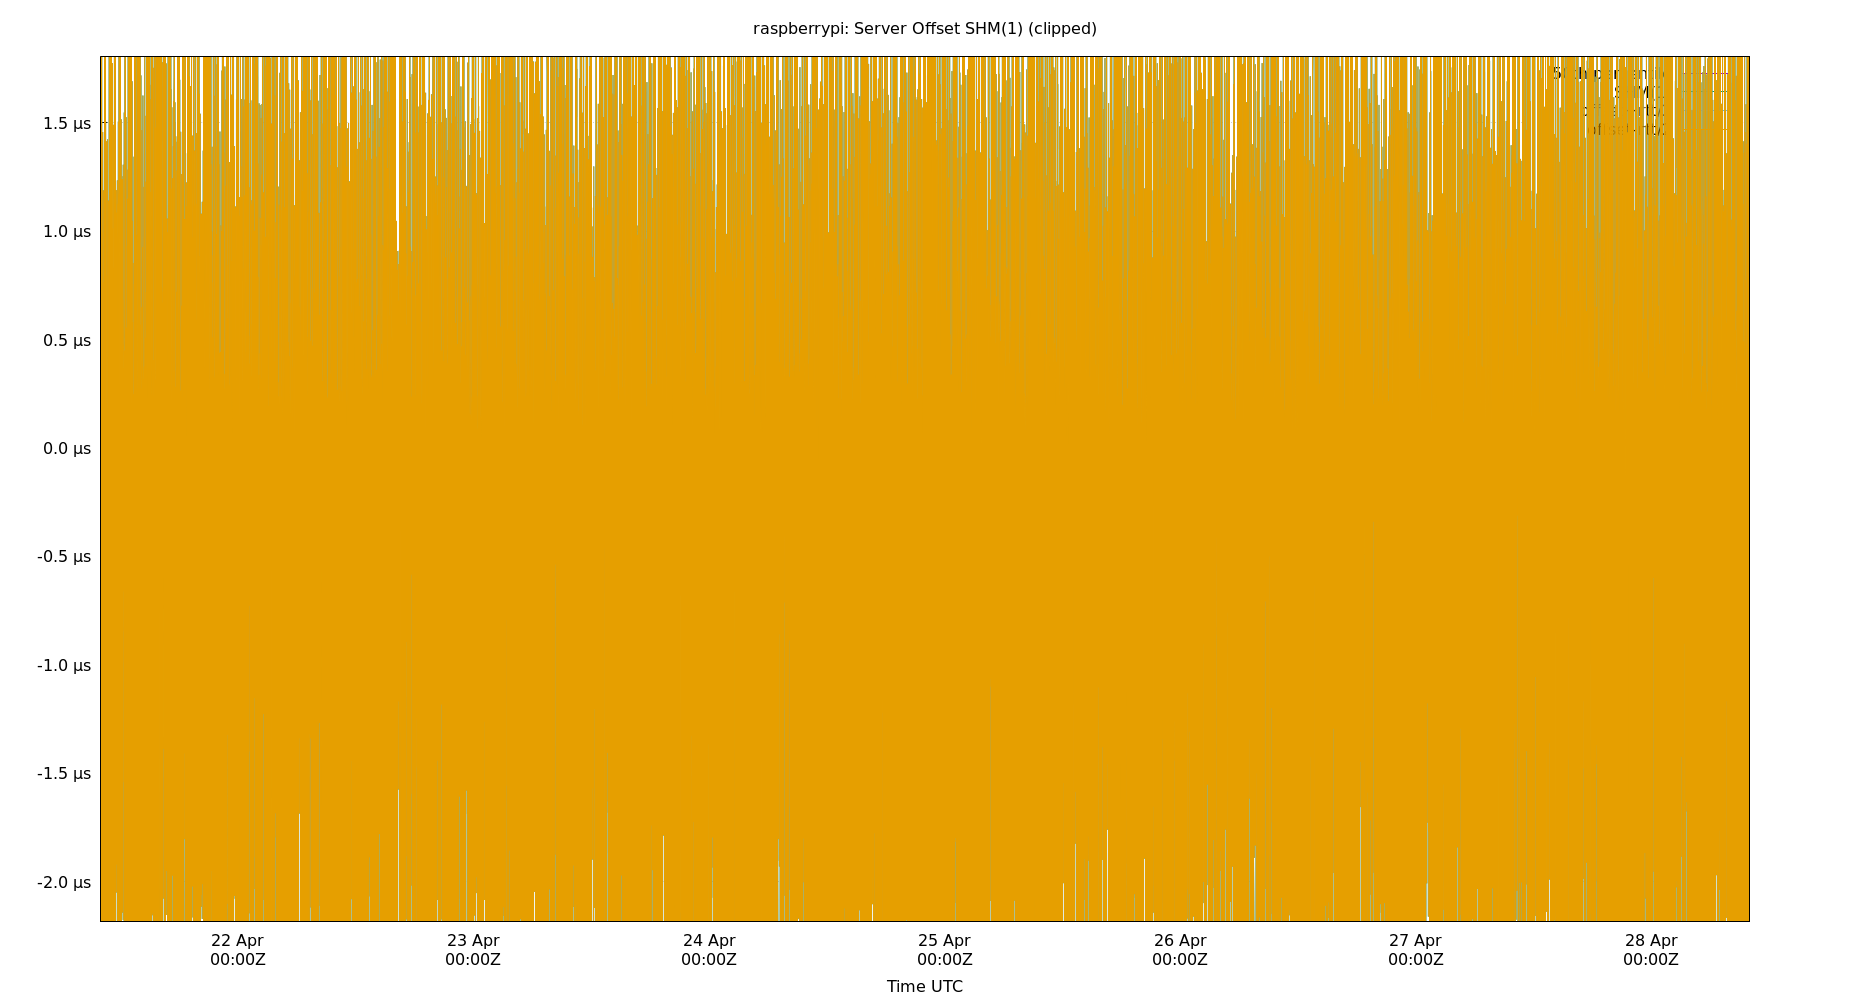 raspberrypi: Server Offset SHM(1) (clipped)
1.5 µs
1.0 µs
0.5 µs
0.0 µs
-0.5 µs
-1.0 µs
-1.5 µs
-2.0 µs
22 Apr 23 Apr 24 Apr 25 Apr 26 Apr 27 Apr 28 Apr
00:00Z 00:00Z 00:00Z 00:00Z 00:00Z 00:00Z 00:00Z
Time UTC